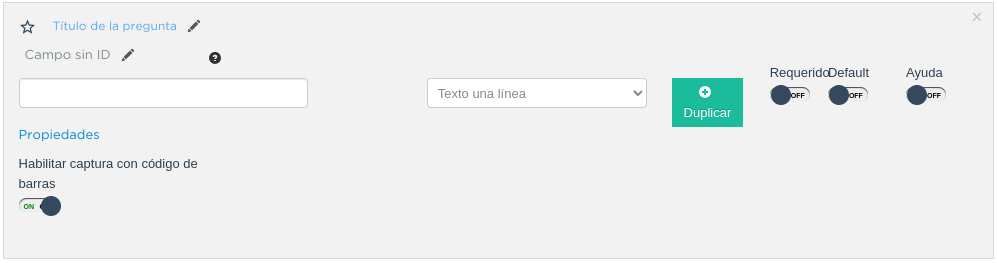 Título de la pregunta
×
Campo sin ID
?
Requerido Default Ayuda
OFF OFF OFF
Texto una línea
Duplicar
Propiedades
Habilitar captura con código de
barras
ON